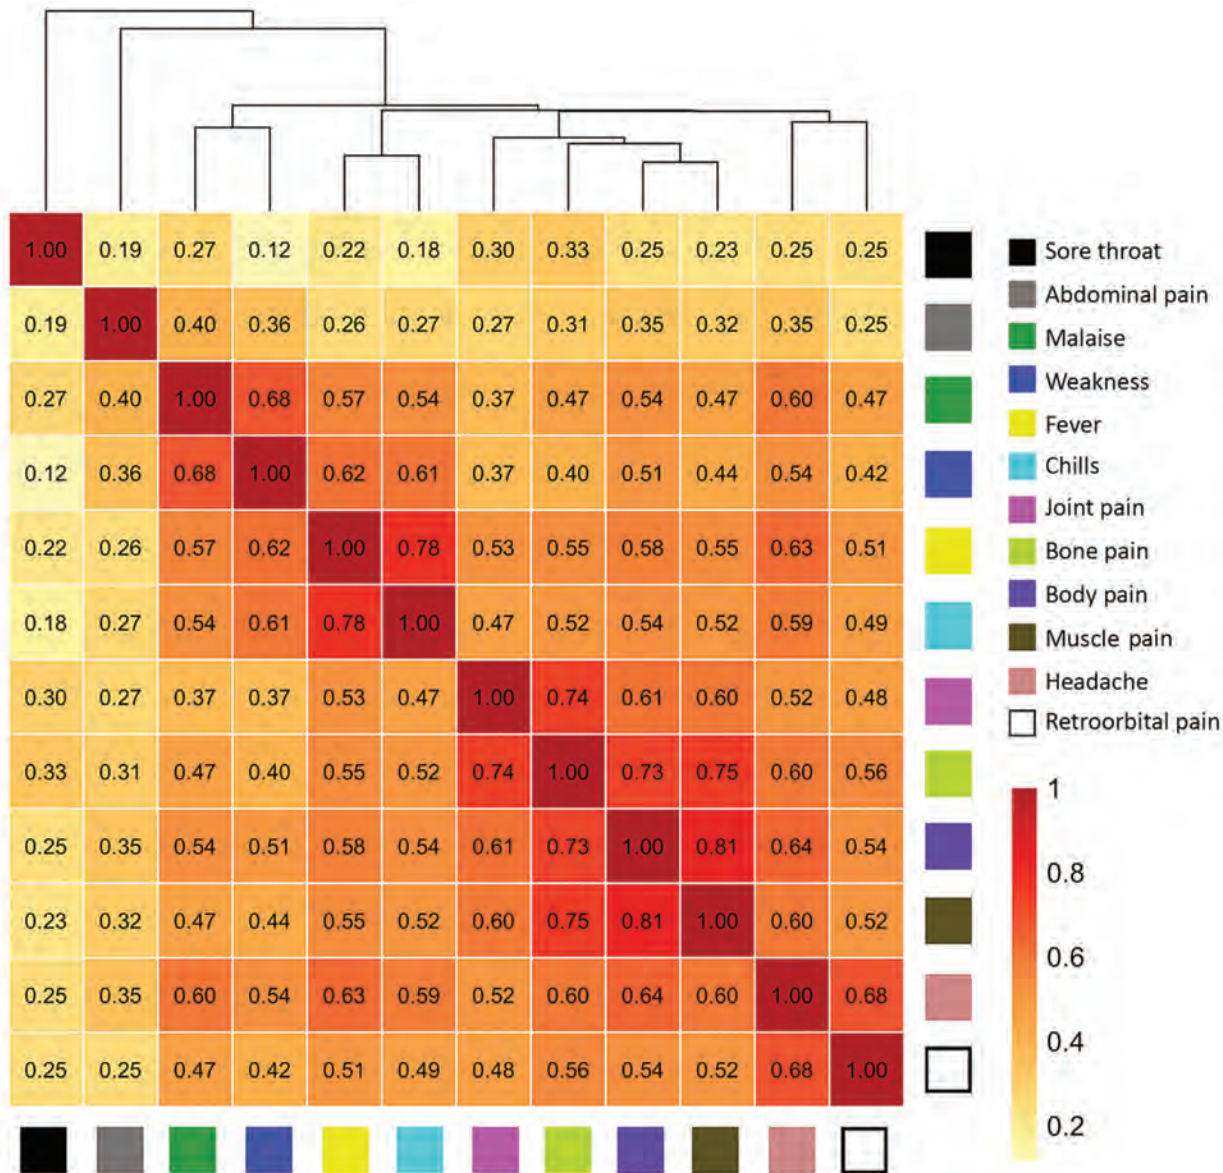 1.00 0.19 0.27 0.12 0.22 0.18 0.30 0.33 0.25 0.23 0.25 0.25
0.19 1.00 0.40 0.36 0.26 0.27 0.27 0.31 0.35 0.32 0.35 0.25
0.27 0.40 1.00 0.68 0.57 0.54 0.37 0.47 0.54 0.47 0.60 0.47
0.12 0.36 0.68 1.00 0.62 0.61 0.37 0.40 0.51 0.44 0.54 0.42
0.22 0.26 0.57 0.62 1.00 0.78 0.53 0.55 0.58 0.55 0.63 0.51
0.18 0.27 0.54 0.61 0.78 1.00 0.47 0.52 0.54 0.52 0.59 0.49
0.30 0.27 0.37 0.37 0.53 0.47 1.00 0.74 0.61 0.60 0.52 0.48
0.33 0.31 0.47 0.40 0.55 0.52 0.74 1.00 0.73 0.75 0.60 0.56
0.25 0.35 0.54 0.51 0.58 0.54 0.61 0.73 1.00 0.81 0.64 0.54
0.23 0.32 0.47 0.44 0.55 0.52 0.60 0.75 0.81 1.00 0.60 0.52
0.25 0.35 0.60 0.54 0.63 0.59 0.52 0.60 0.64 0.60 1.00 0.68
0.25 0.25 0.47 0.42 0.51 0.49 0.48 0.56 0.54 0.52 0.68 1.00
Sore throat
Abdominal pain
Malaise
Weakness
Fever
Chills
Joint pain
Bone pain
Body pain
Muscle pain
Headache
Retroorbital pain
1
0.8
0.6
0.4
0.2